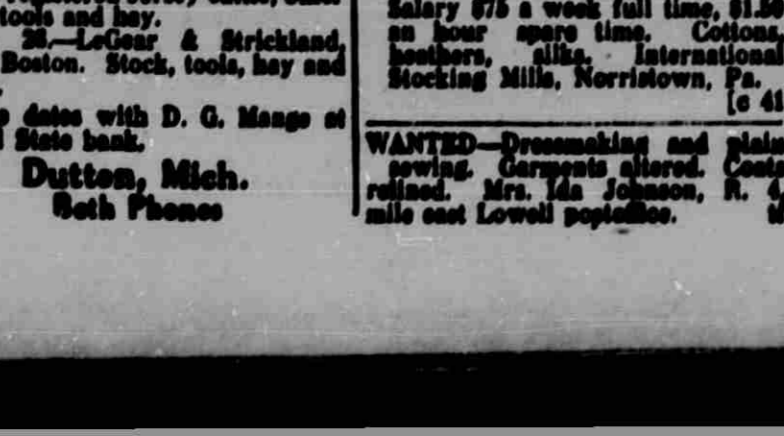 tools and hay.
26.—LeGear & Strickland,
Boston. Stock, tools, hay and
dates with D. G. Mange at
State bank.
Dutton, Mich.
Both Phones
Salary $75 a week full time, $1.50
an hour spare time. Cottons,
heathers, silks. International
Stocking Mills, Norristown, Pa.
[c 41
WANTED—Dressmaking and plain
sewing. Garments altered. Coats
relined. Mrs. Ida Johnson, R.
mile east Lowell postoffice.